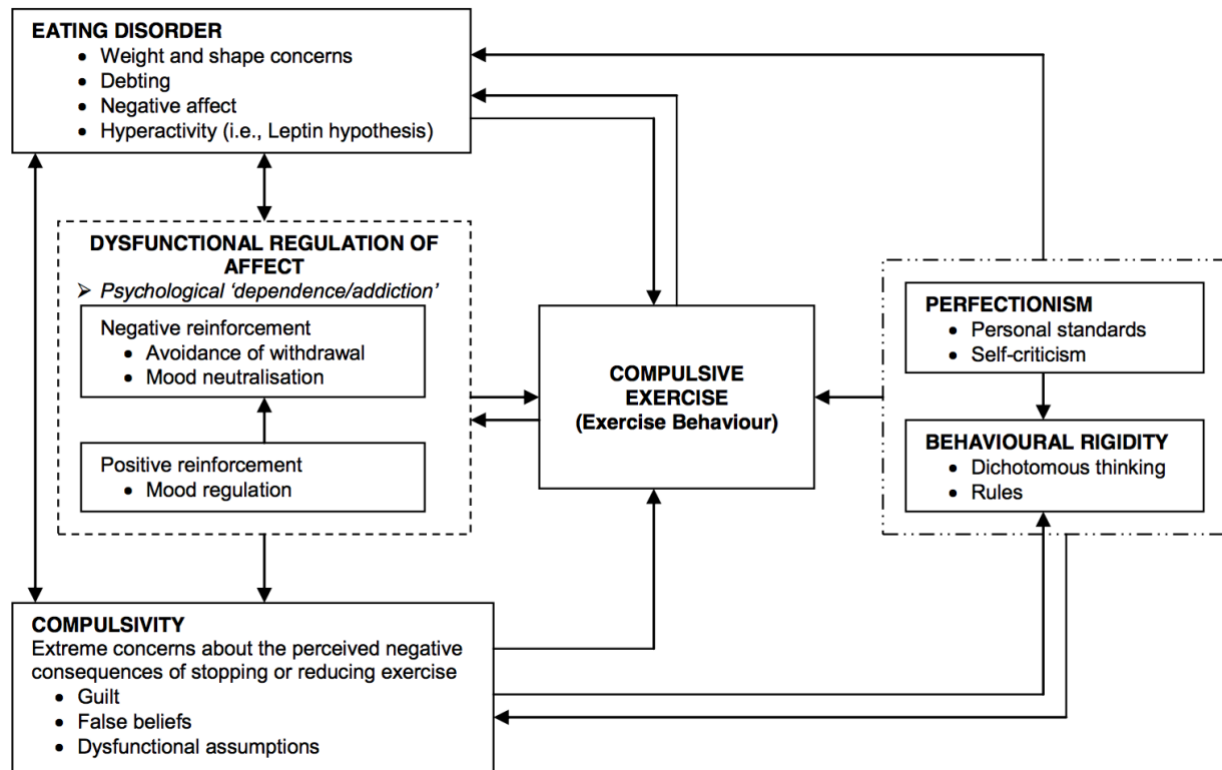 EATING DISORDER
• Weight and shape concerns
• Debting
• Negative affect
• Hyperactivity (i.e., Leptin hypothesis)
DYSFUNCTIONAL REGULATION OF
AFFECT
➢ Psychological ‘dependence/addiction’
Negative reinforcement
• Avoidance of withdrawal
• Mood neutralisation
Positive reinforcement
• Mood regulation
COMPULSIVE
EXERCISE
(Exercise Behaviour)
PERFECTIONISM
• Personal standards
• Self-criticism
BEHAVIOURAL RIGIDITY
• Dichotomous thinking
• Rules
COMPULSIVITY
Extreme concerns about the perceived negative
consequences of stopping or reducing exercise
• Guilt
• False beliefs
• Dysfunctional assumptions